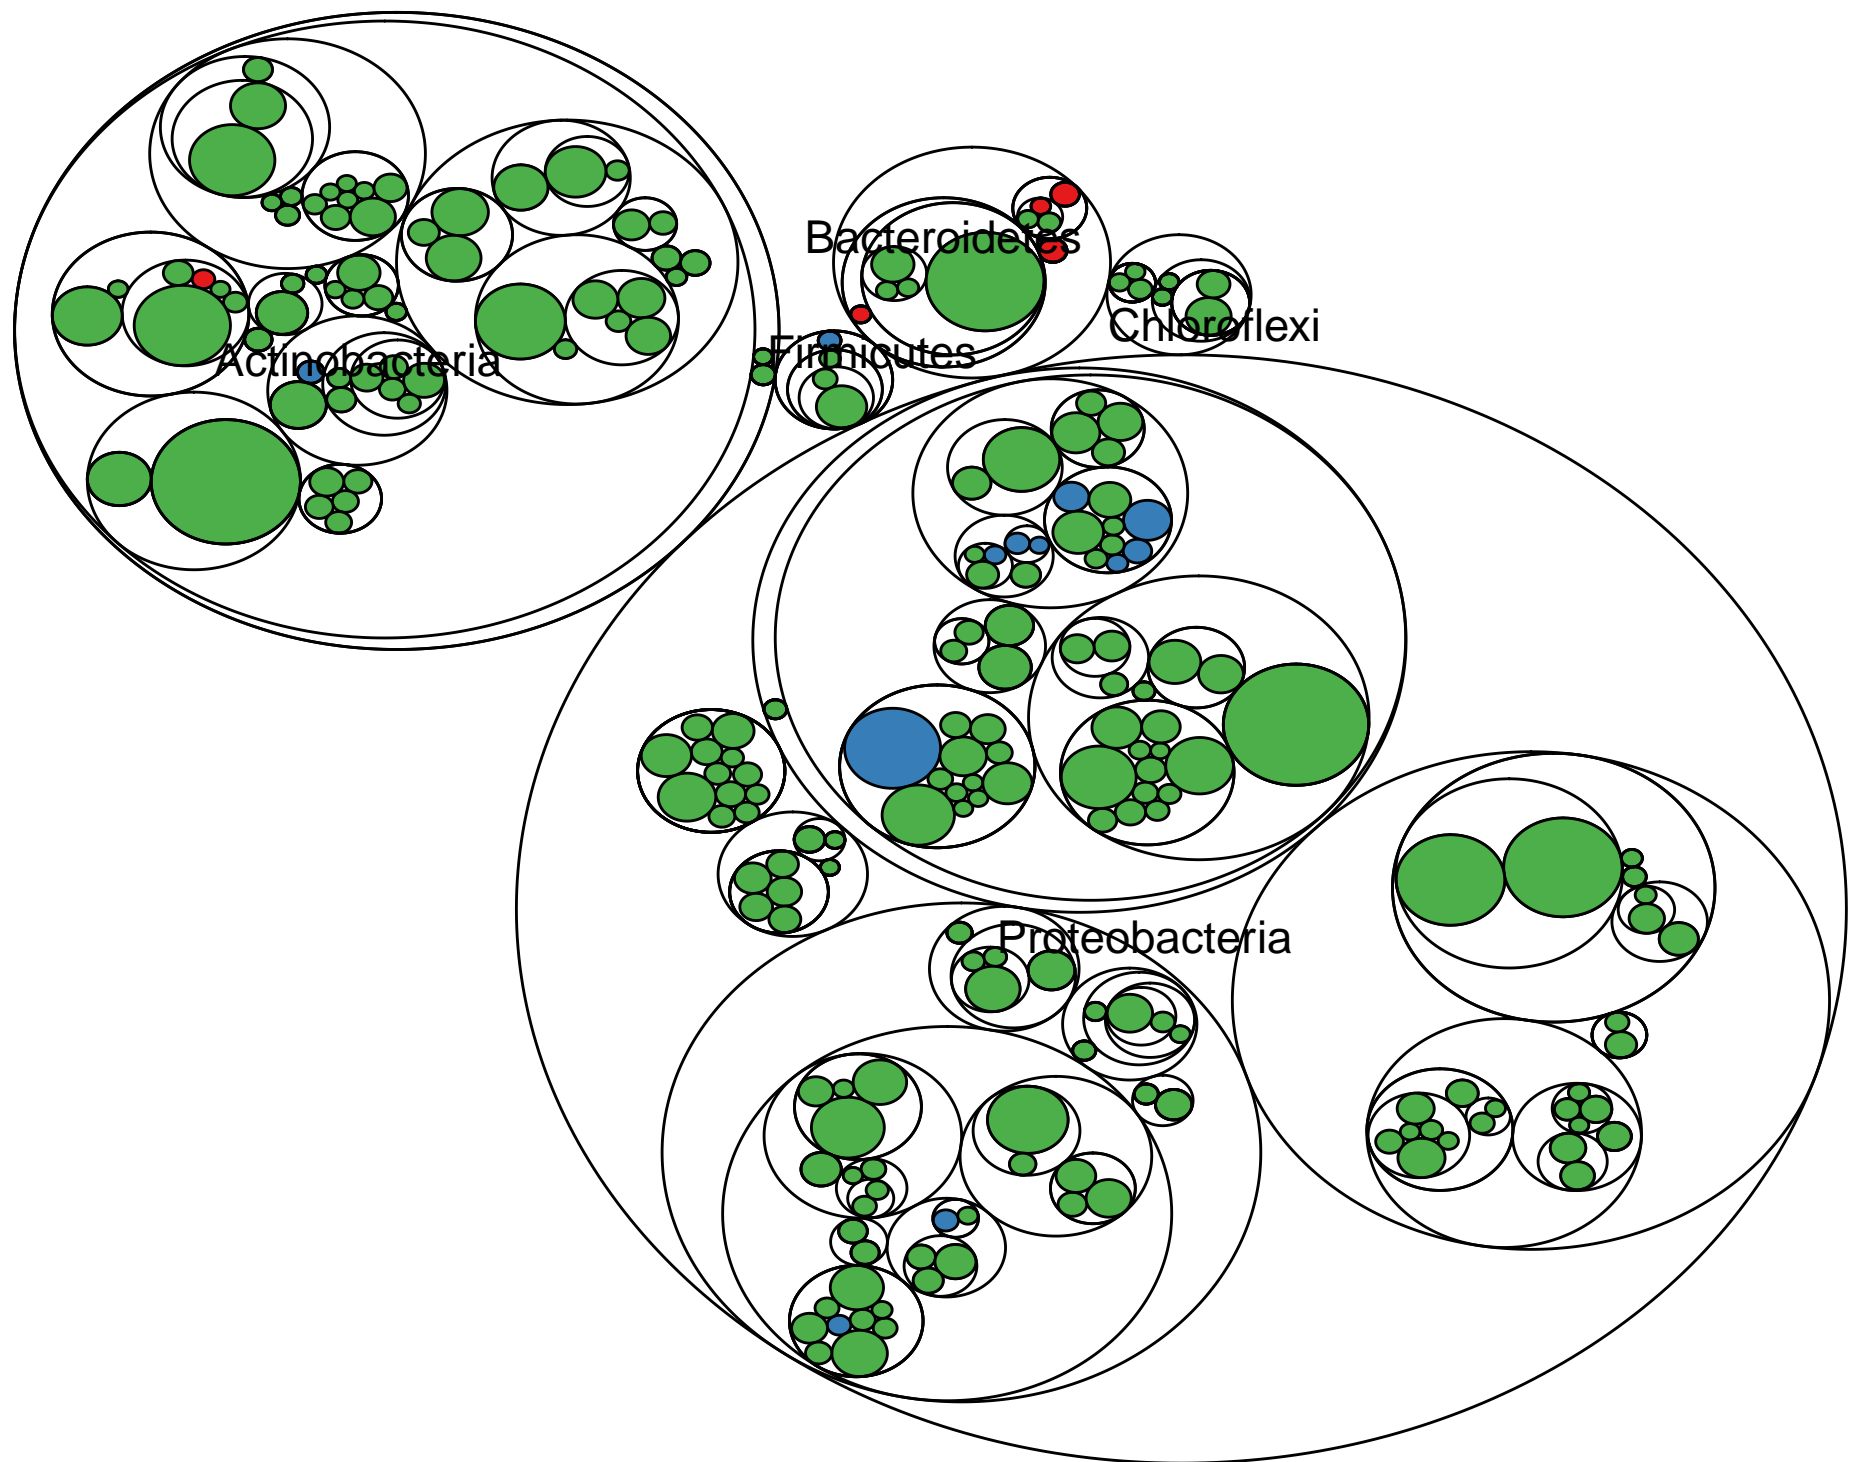 Bacteroidetes
Chloroflexi
Firmicutes
Actinobacteria
Proteobacteria